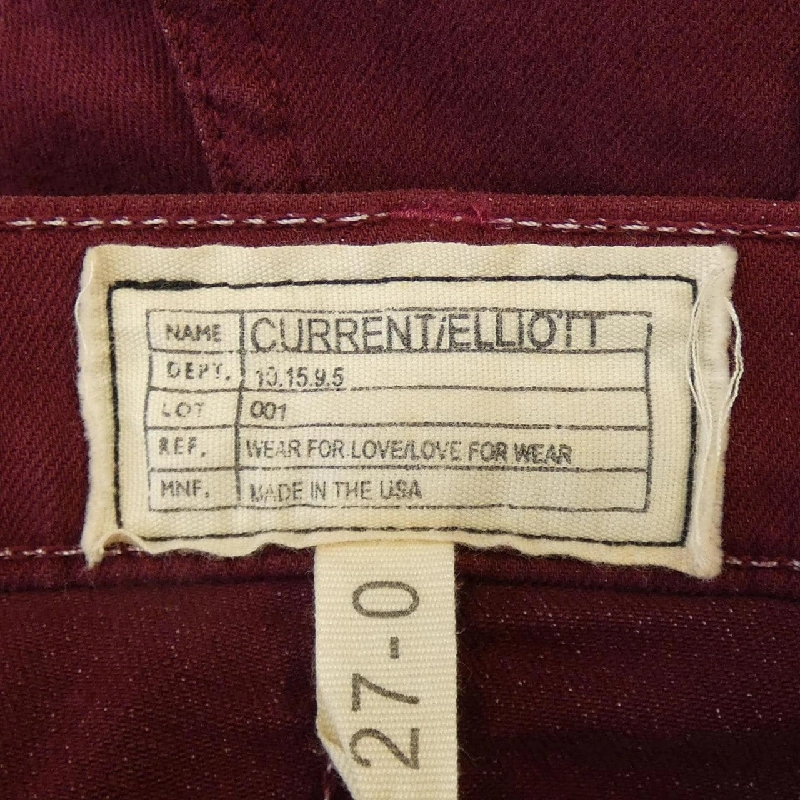 NAME CURRENT/ELLIOTT
DEPT. 10.15.9.5
LOT 001
REF. WEAR FOR LOVE/LOVE FOR WEAR
MNF. MADE IN THE USA
27-0